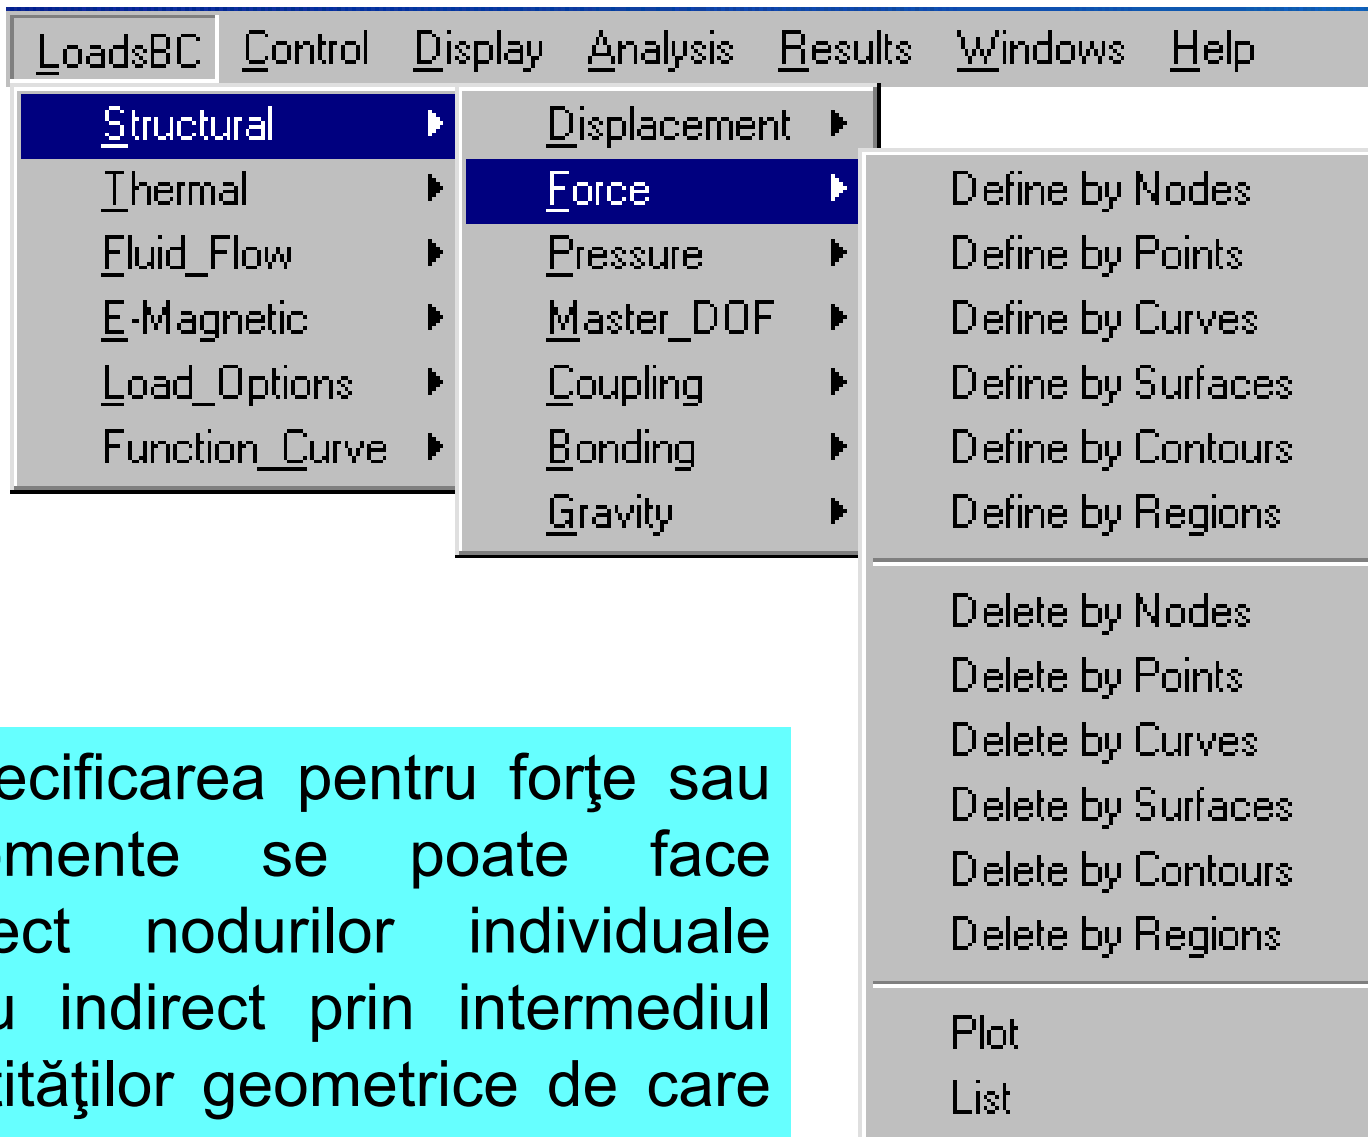 LoadsBC Control Display Analysis Results Windows Help
Structural
Thermal
Fluid_Flow
E-Magnetic
Load_Options
Function_Curve
Displacement
Force
Pressure
Master_DOF
Coupling
Bonding
Gravity
Define by Nodes
Define by Points
Define by Curves
Define by Surfaces
Define by Contours
Define by Regions
Delete by Nodes
Delete by Points
Delete by Curves
Delete by Surfaces
Delete by Contours
Delete by Regions
Plot
List
ecificarea pentru forţe sau
mente se poate face
ect nodurilor individuale
u indirect prin intermediul
tităţilor geometrice de care